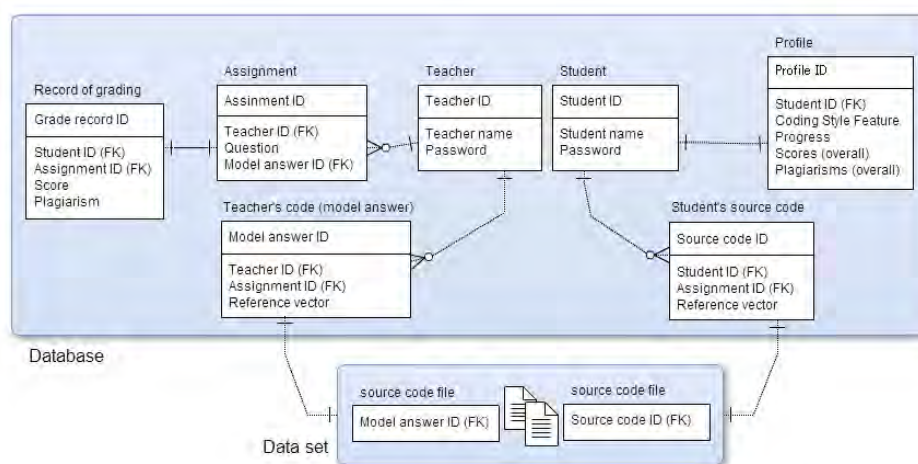 Profile
Profile ID
Student ID (FK)
Coding Style Feature
Progress
Scores (overall)
Plagiarisms (overall)
Student
Student ID
Student name
Password
Teacher
Teacher ID
Teacher name
Password
Assignment
Assinment ID
Teacher ID (FK)
Question
Model answer ID (FK)
Record of grading
Grade record ID
Student ID (FK)
Assignment ID (FK)
Score
Plagiarism
Teacher's code (model answer)
Model answer ID
Teacher ID (FK)
Assignment ID (FK)
Reference vector
Student's source code
Source code ID
Student ID (FK)
Assignment ID (FK)
Reference vector
Database
source code file
Model answer ID (FK)
source code file
Source code ID (FK)
Data set